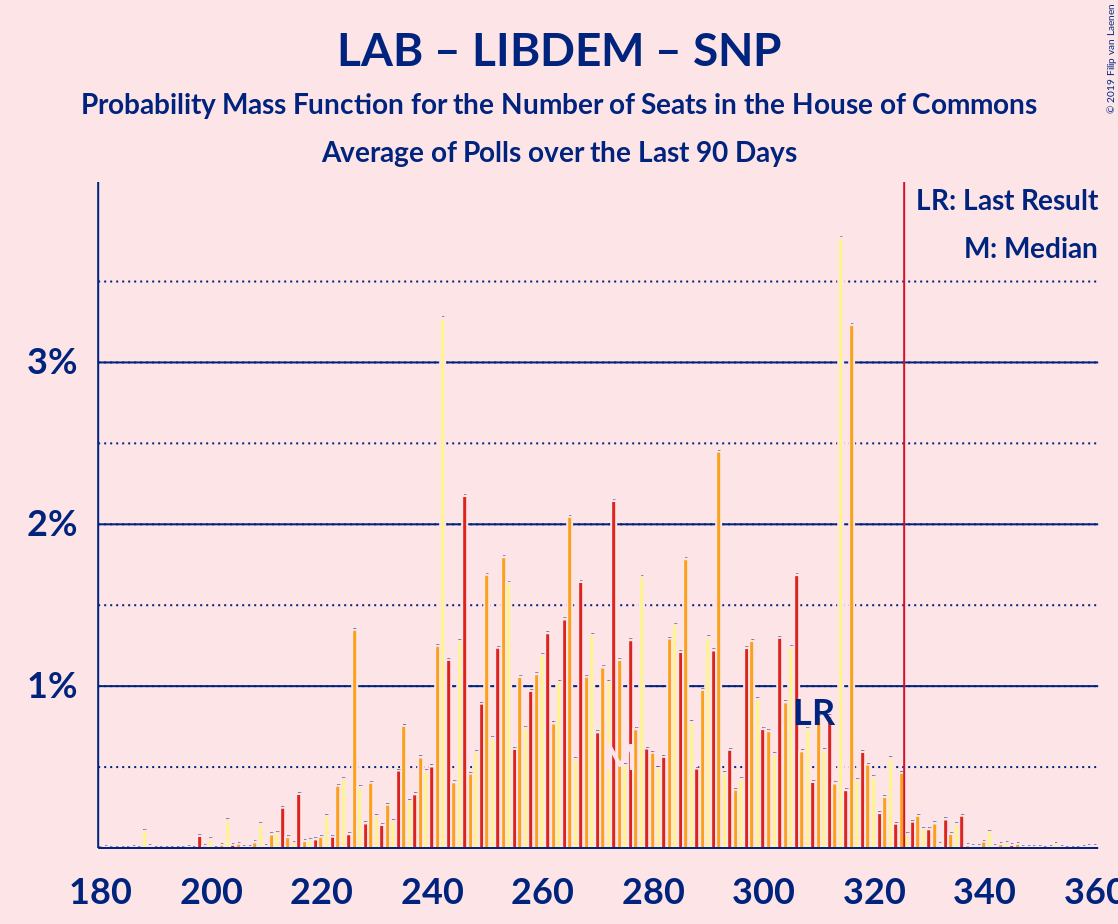 LAB – LIBDEM – SNP
Probability Mass Function for the Number of Seats in the House of Commons
Average of Polls over the Last 90 Days
© 2019 Filip van Laenen
LR: Last Result
M: Median
3%
2%
1%
LR
M
180 200 220 240 260 280 300 320 340 360